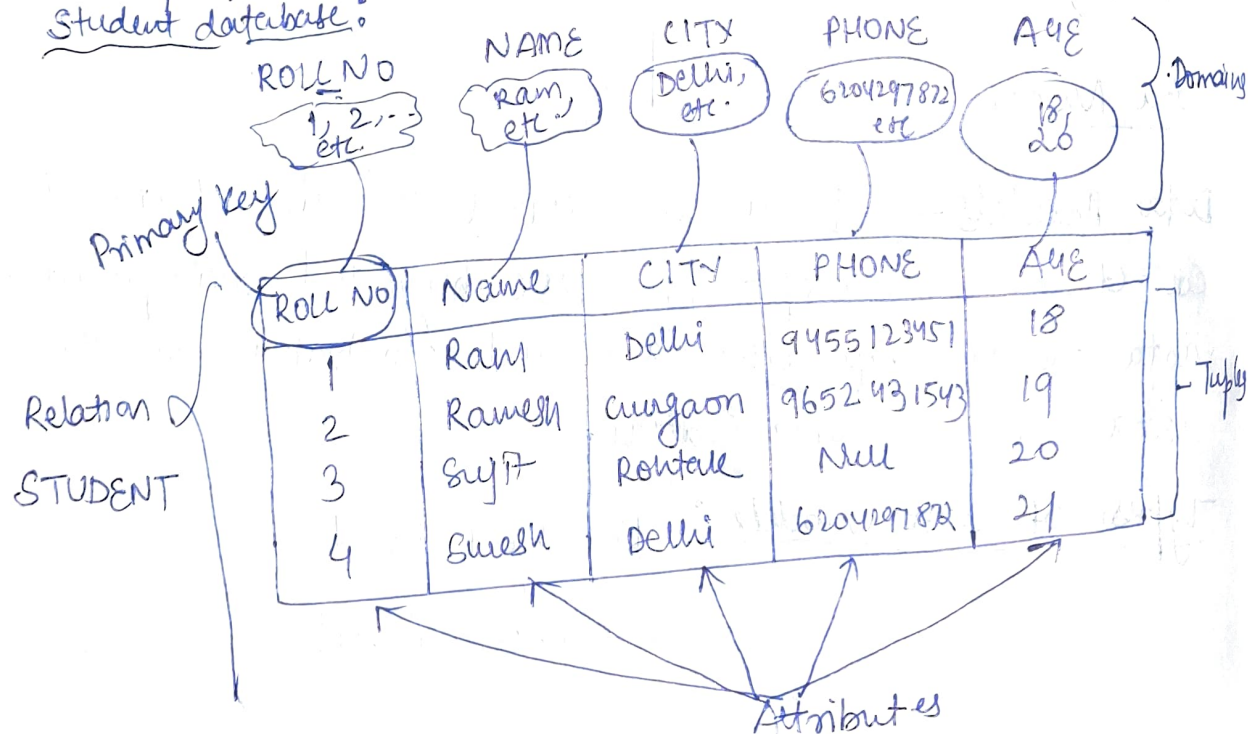 Student database:
ROLL NO NAME CITY PHONE AGE
1, 2, -- etc. Ram, etc. Delhi, etc. 6204297872 etc 18, 20
Domains
Primary key
ROLL NO Name CITY PHONE AGE
1 Ram Delhi 9455123451 18
2 Ramesh Gurgaon 9652431543 19
3 Sujit Rohtak Null 20
4 Suresh Delhi 6204297872 21
Relation
STUDENT
Tuples
Attributes